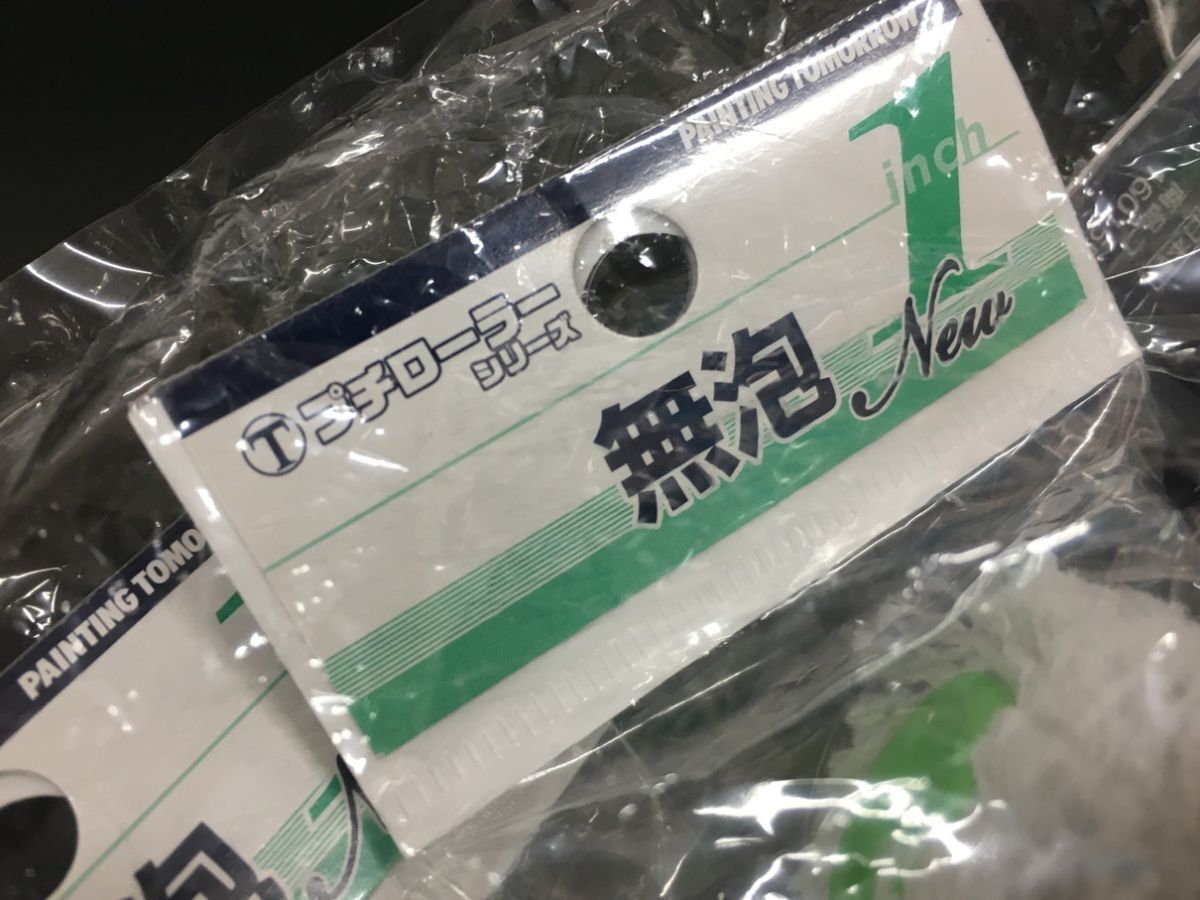 PAINTING TOMORROW
1
inch
T プチローラー
シリーズ
無泡 New
PAINTING TOMO
泡